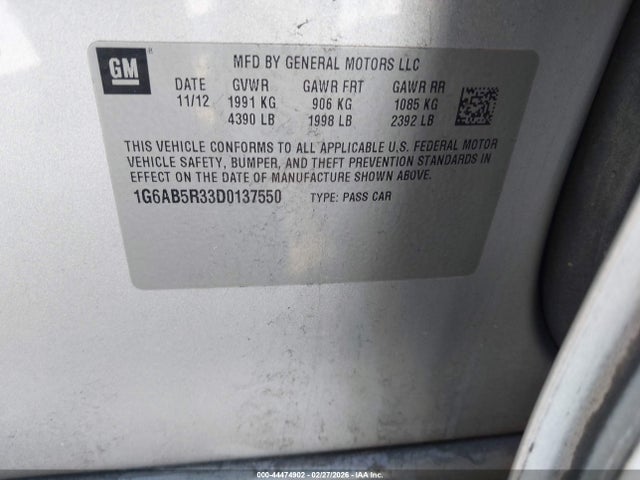 GM
MFD BY GENERAL MOTORS LLC
DATE GVWR GAWR FRT GAWR RR
11/12 1991 KG 906 KG 1085 KG
4390 LB 1998 LB 2392 LB
THIS VEHICLE CONFORMS TO ALL APPLICABLE U.S. FEDERAL MOTOR
VEHICLE SAFETY, BUMPER, AND THEFT PREVENTION STANDARDS IN
EFFECT ON THE DATE OF MANUFACTURE SHOWN ABOVE.
1G6AB5R33D0137550 TYPE: PASS CAR
000-44474902 02/27/2026 - Copyright © IAA, LLC